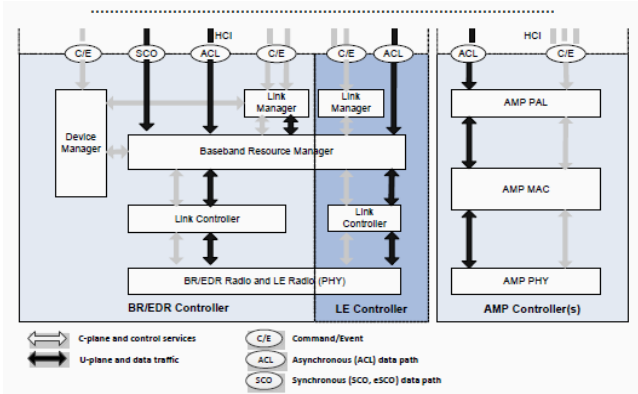 HCI
HCI
C/E
SCO
ACL
C/E
C/E
ACL
ACL
C/E
Link
Manager
Link Manager
AMP PAL
Device
Manager
Baseband Resource Manager
AMP MAC
Link Controller
Link
Controller
BR/EDR Radio and LE Radio (PHY)
AMP PHY
BR/EDR Controller
LE Controller
AMP Controller(s)
C-plane and control services
C/E
Command/Event
U-plane and data traffic
ACL
Asynchronous (ACL) data path
SCO
Synchronous (SCO, eSCO) data path